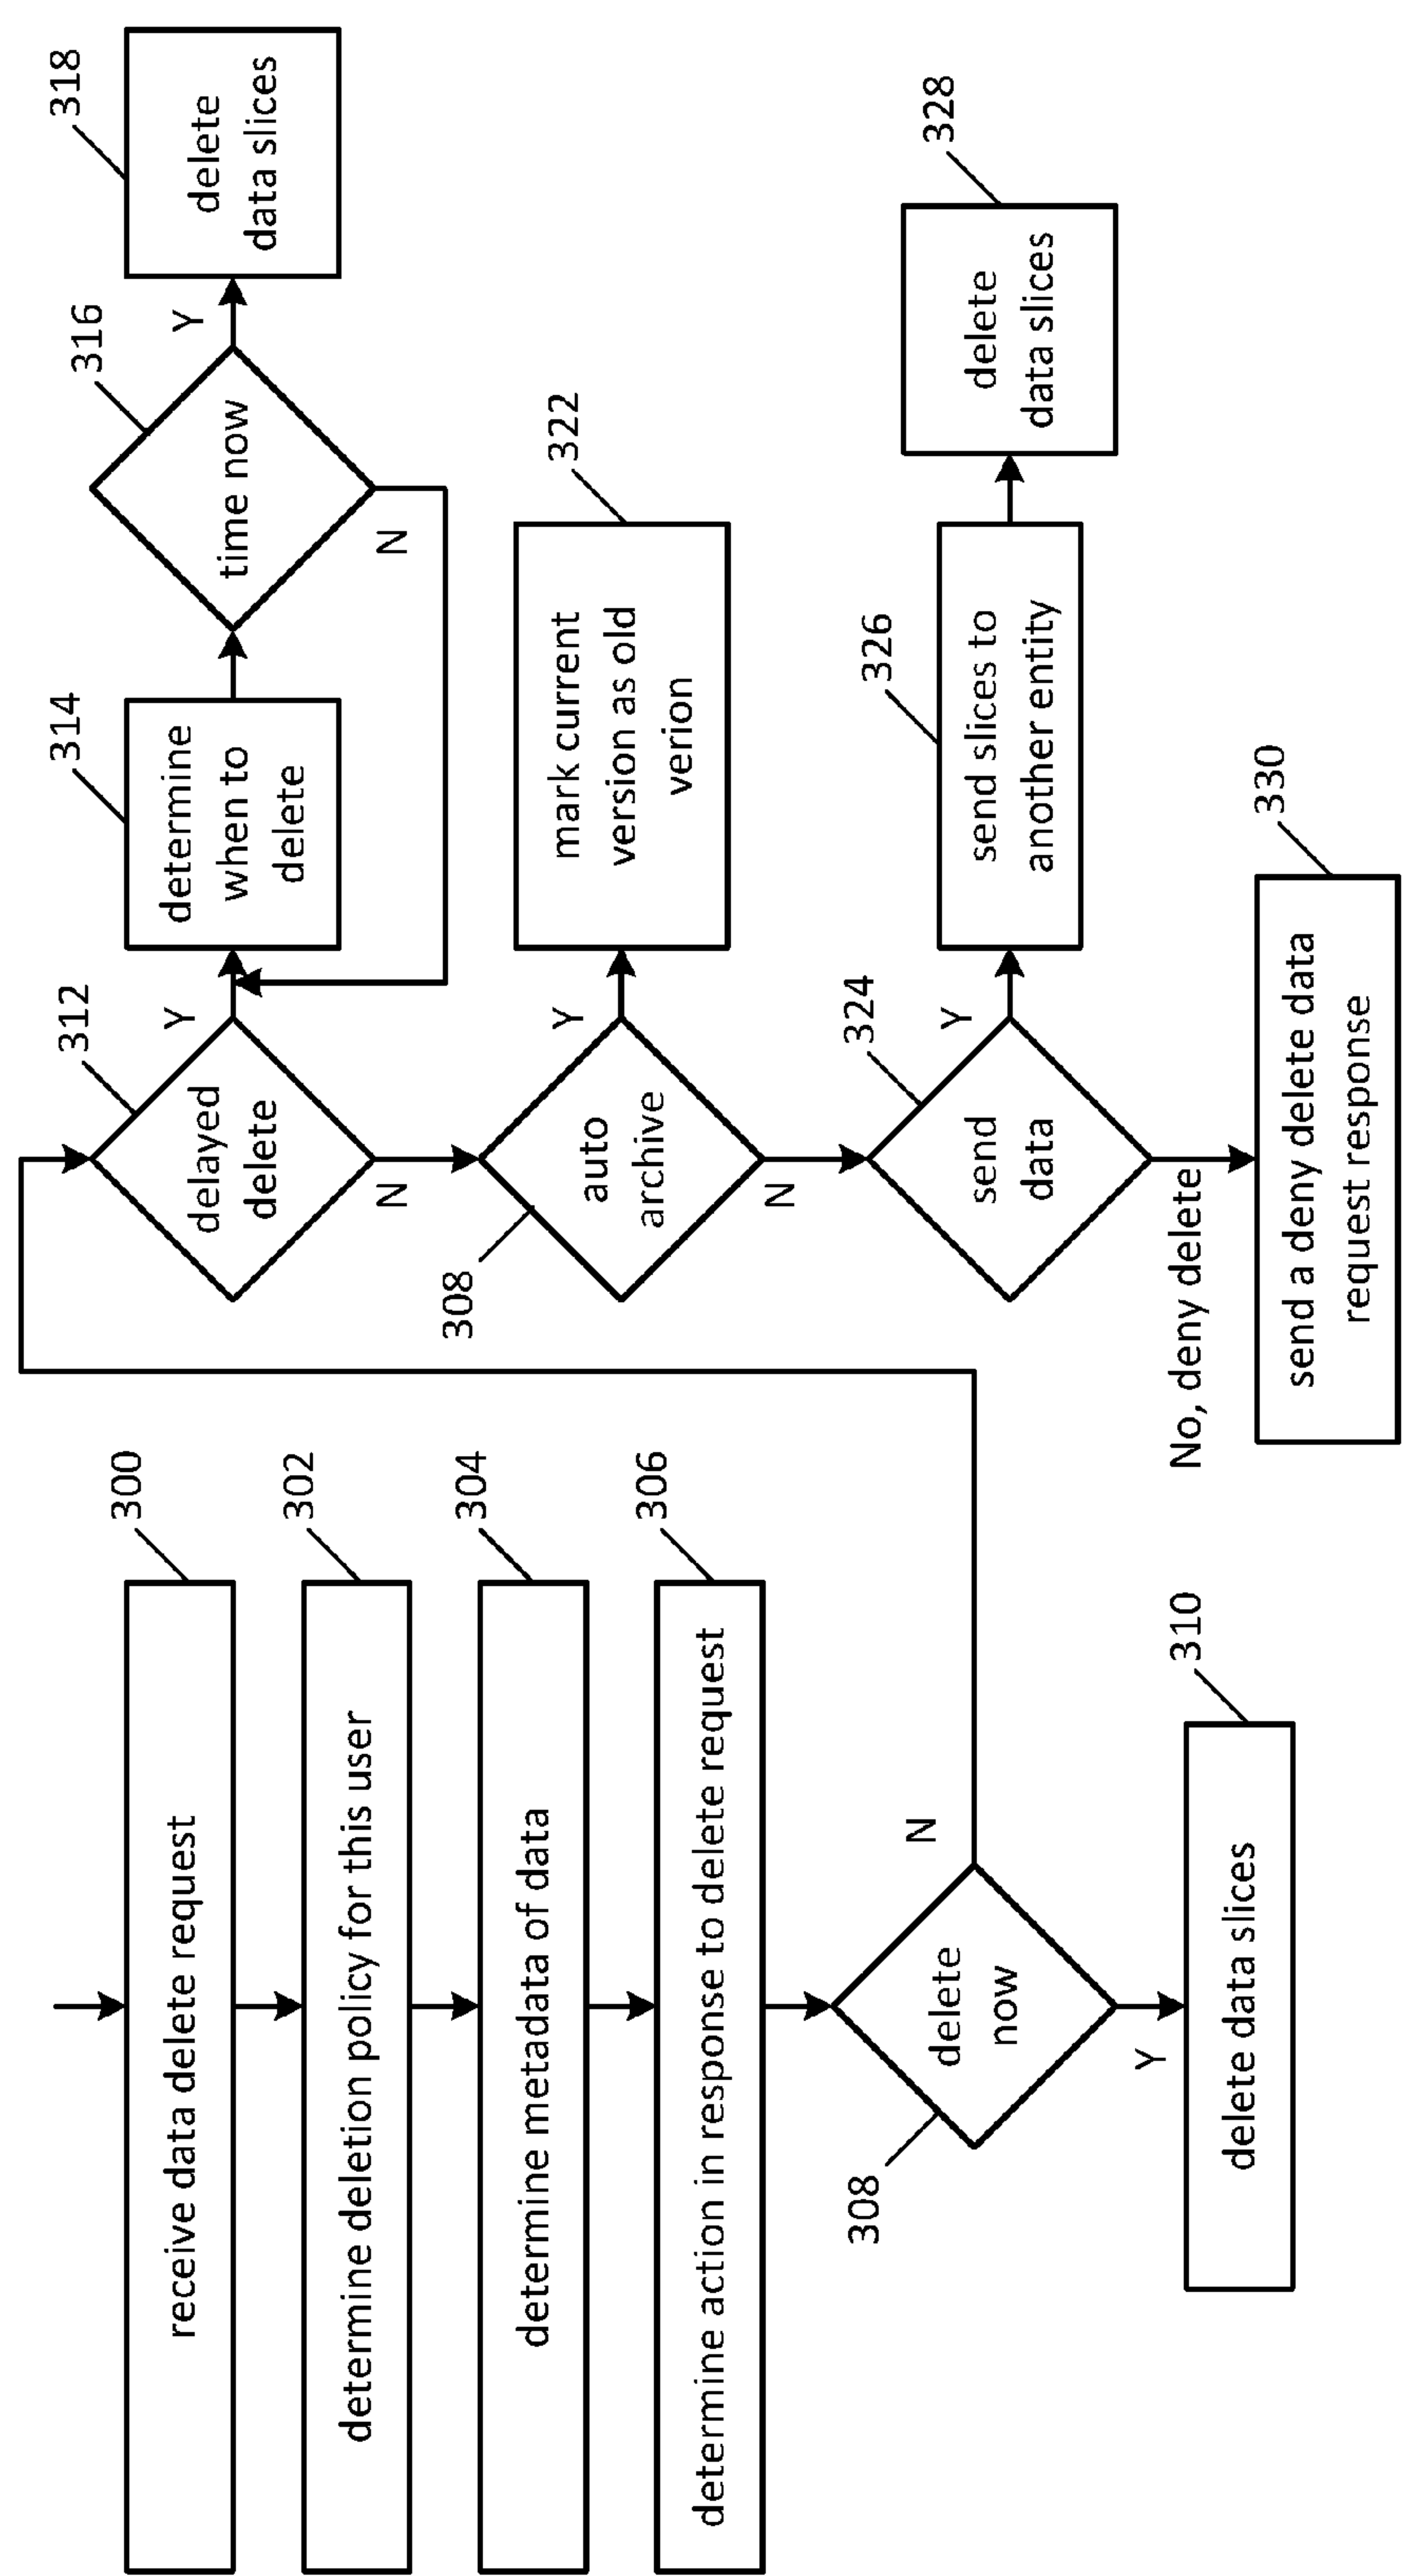 300
receive data delete request
302
determine deletion policy for this user
304
determine metadata of data
306
determine action in response to delete request
308
delete
now
N
Y
310
delete data slices
312
delayed
delete
Y
N
314
determine
when to
delete
316
time now
Y
N
318
delete
data slices
308
auto
archive
Y
N
322
mark current
version as old
verion
324
send
data
Y
No, deny delete
326
send slices to
another entity
328
delete
data slices
330
send a deny delete data
request response